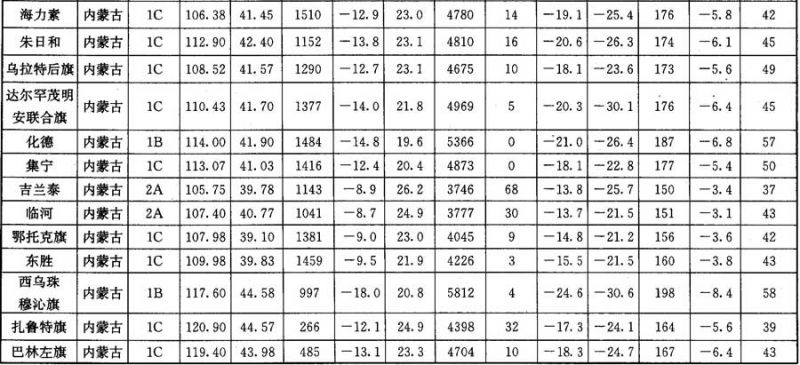 海力素 内蒙古 1C 106.38 41.45 1510 -12.9 23.0 4780 14 -19.1 -25.4 176 -5.8 42
朱日和 内蒙古 1C 112.90 42.40 1152 -13.8 23.1 4810 16 -20.6 -26.3 174 -6.1 45
乌拉特后旗 内蒙古 1C 108.52 41.57 1290 -12.7 23.1 4675 10 -18.1 -23.6 173 -5.6 49
达尔罕茂明
安联合旗 内蒙古 1C 110.43 41.70 1377 -14.0 21.8 4969 5 -20.3 -30.1 176 -6.4 45
化德 内蒙古 1B 114.00 41.90 1484 -14.8 19.6 5366 0 -21.0 -26.4 187 -6.8 57
集宁 内蒙古 1C 113.07 41.03 1416 -12.4 20.4 4873 0 -18.1 -22.8 177 -5.4 50
吉兰泰 内蒙古 2A 105.75 39.78 1143 -8.9 26.2 3746 68 -13.8 -25.7 150 -3.4 37
临河 内蒙古 2A 107.40 40.77 1041 -8.7 24.9 3777 30 -13.7 -21.5 151 -3.1 43
鄂托克旗 内蒙古 1C 107.98 39.10 1381 -9.0 23.0 4045 9 -14.8 -21.2 156 -3.6 42
东胜 内蒙古 1C 109.98 39.83 1459 -9.5 21.9 4226 3 -15.5 -21.5 160 -3.8 43
西乌珠
穆沁旗 内蒙古 1B 117.60 44.58 997 -18.0 20.8 5812 4 -24.6 -30.6 198 -8.4 58
扎鲁特旗 内蒙古 1C 120.90 44.57 266 -12.1 24.9 4398 32 -17.3 -24.1 164 -5.6 39
巴林左旗 内蒙古 1C 119.40 43.98 485 -13.1 23.3 4704 10 -18.3 -24.7 167 -6.4 43